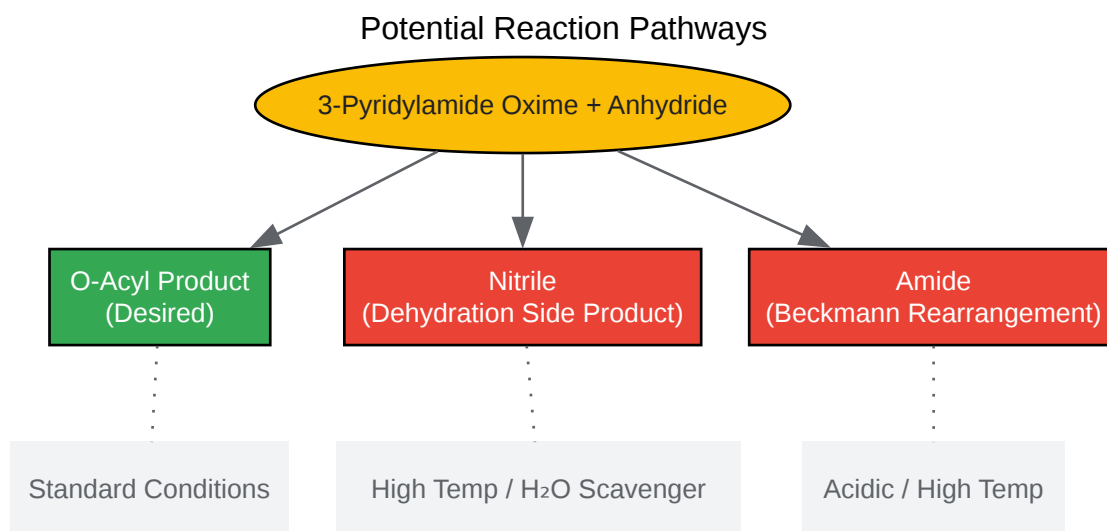 Potential Reaction Pathways
3-Pyridylamide Oxime + Anhydride
O-Acyl Product
(Desired)
Nitrile
(Dehydration Side Product)
Amide
(Beckmann Rearrangement)
Standard Conditions
High Temp / H₂O Scavenger
Acidic / High Temp